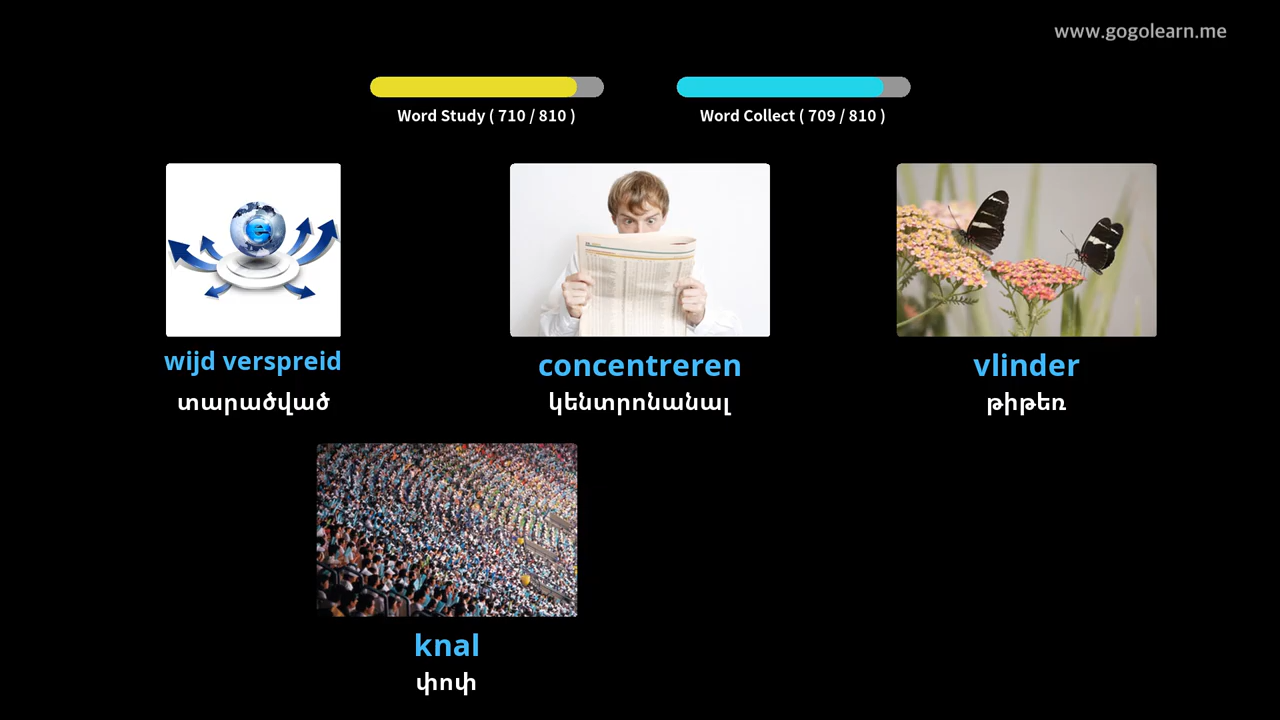 www.gogolearn.me
Word Study ( 710 / 810 )
Word Collect ( 709 / 810 )
wijd verspreid
տարածված
concentreren
կենտրոնանալ
vlinder
թիթեռ
knal
փոփ